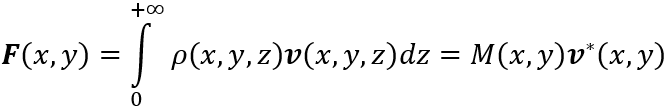 𝑭(𝑥, 𝑦) = ∫₀⁺∞ 𝜌(𝑥, 𝑦, 𝑧)𝒗(𝑥, 𝑦, 𝑧)𝑑𝑧 = 𝑀(𝑥, 𝑦)𝒗*(𝑥, 𝑦)